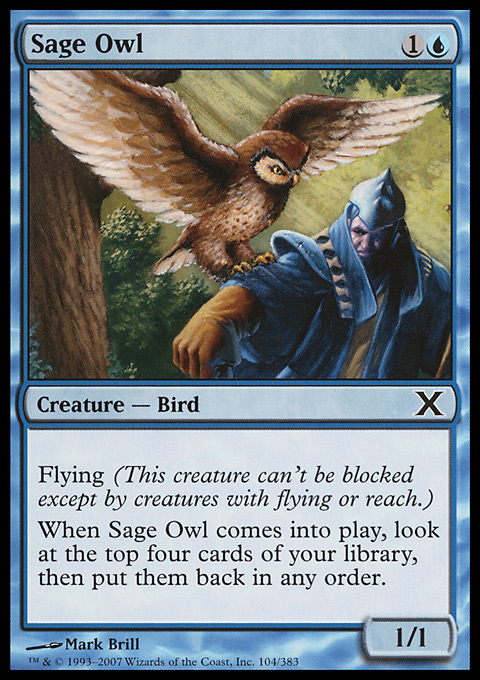 Sage Owl 1
Creature — Bird X
Flying (This creature can't be blocked
except by creatures with flying or reach.)
When Sage Owl comes into play, look
at the top four cards of your library,
then put them back in any order.
1/1
Mark Brill
™ & © 1993–2007 Wizards of the Coast, Inc. 104/383